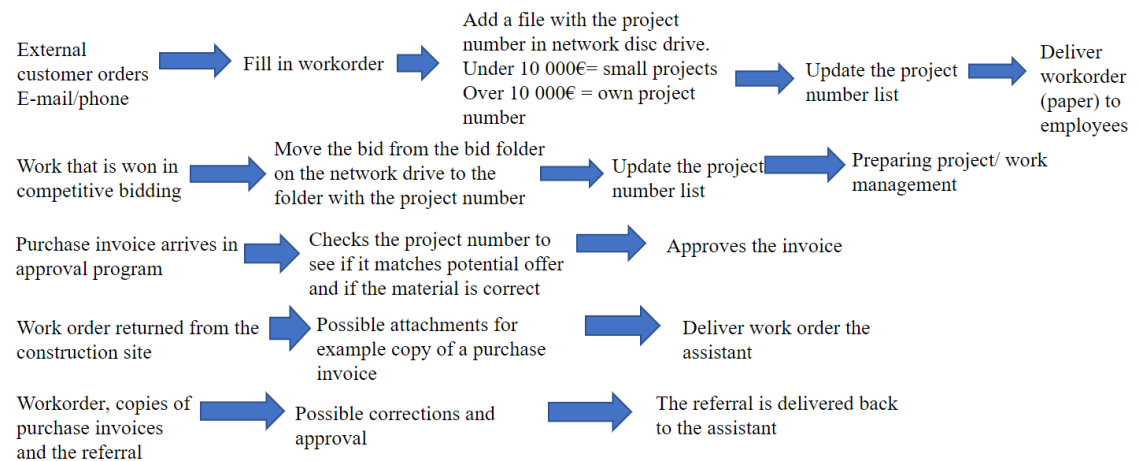 External
customer orders
E-mail/phone
Fill in workorder
Add a file with the project
number in network disc drive.
Under 10 000€= small projects
Over 10 000€ = own project
number
Update the project
number list
Deliver
workorder
(paper) to
employees
Work that is won in
competitive bidding
Move the bid from the bid folder
on the network drive to the
folder with the project number
Update the project
number list
Preparing project/ work
management
Purchase invoice arrives in
approval program
Checks the project number to
see if it matches potential offer
and if the material is correct
Approves the invoice
Work order returned from the
construction site
Possible attachments for
example copy of a purchase
invoice
Deliver work order the
assistant
Workorder, copies of
purchase invoices
and the referral
Possible corrections and
approval
The referral is delivered back
to the assistant